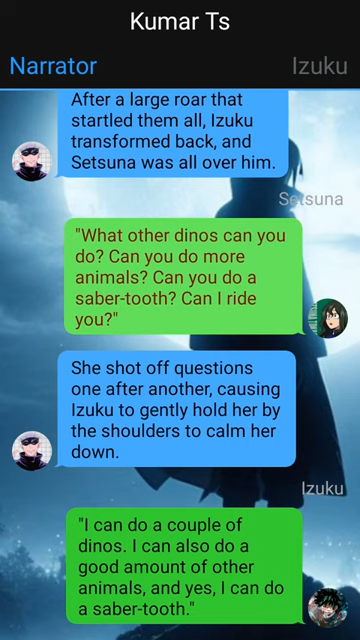 Kumar Ts
Narrator
Izuku
After a large roar that
startled them all, Izuku
transformed back, and
Setsuna was all over him.
Setsuna
"What other dinos can you
do? Can you do more
animals? Can you do a
saber-tooth? Can I ride
you?"
She shot off questions
one after another, causing
Izuku to gently hold her by
the shoulders to calm her
down.
Izuku
"I can do a couple of
dinos. I can also do a
good amount of other
animals, and yes, I can do
a saber-tooth."